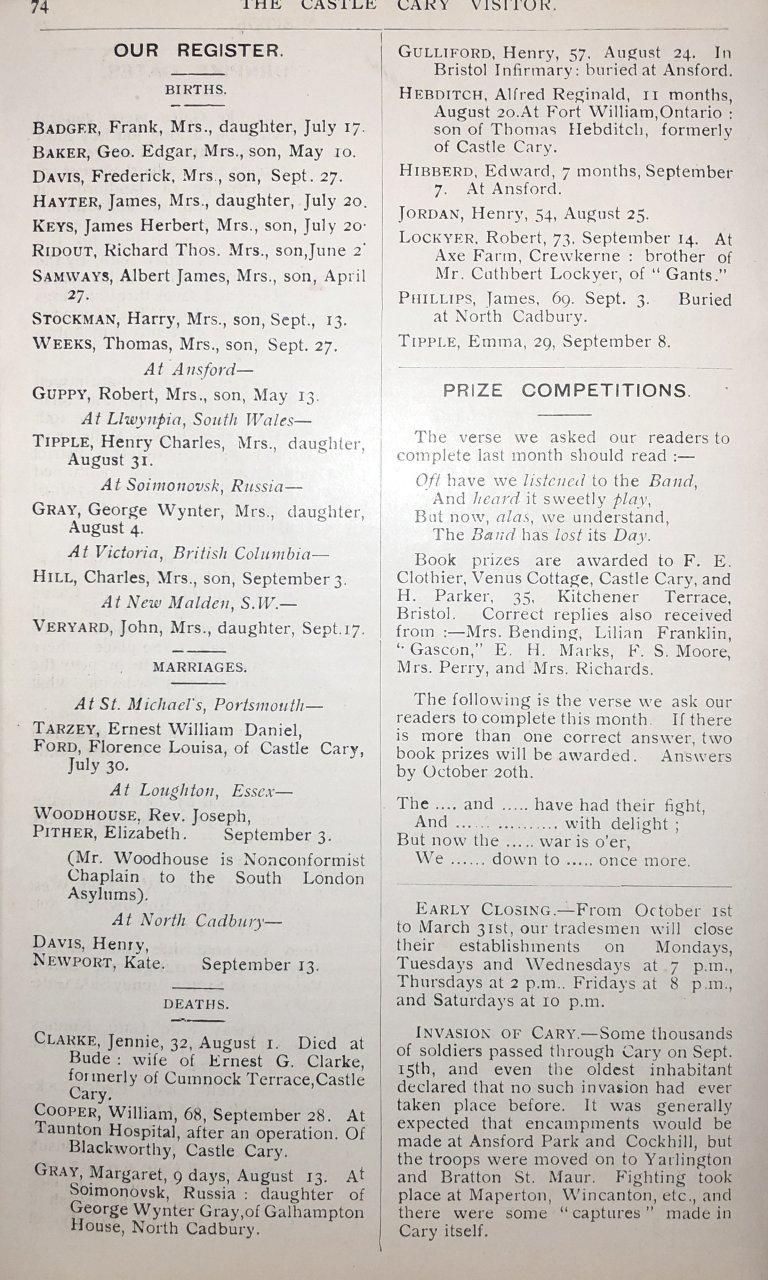 74
THE CASTLE CARY VISITOR.
OUR REGISTER.
BIRTHS.
BADGER, Frank, Mrs., daughter, July 17.
BAKER, Geo. Edgar, Mrs., son, May 10.
DAVIS, Frederick, Mrs., son, Sept. 27.
HAYTER, James, Mrs., daughter, July 20.
KEYS, James Herbert, Mrs., son, July 20.
RIDOUT, Richard Thos. Mrs., son, June 2.
SAMWAYS, Albert James, Mrs., son, April
27.
STOCKMAN, Harry, Mrs., son, Sept., 13.
WEEKS, Thomas, Mrs., son, Sept. 27.
At Ansford—
GUPPY, Robert, Mrs., son, May 13.
At Llwynpia, South Wales—
TIPPLE, Henry Charles, Mrs., daughter,
August 31.
At Soimonovsk, Russia—
GRAY, George Wynter, Mrs., daughter,
August 4.
At Victoria, British Columbia—
HILL, Charles, Mrs., son, September 3.
At New Malden, S.W.—
VERYARD, John, Mrs., daughter, Sept. 17.
MARRIAGES.
At St. Michael's, Portsmouth—
TARZEY, Ernest William Daniel,
FORD, Florence Louisa, of Castle Cary,
July 30.
At Loughton, Essex—
WOODHOUSE, Rev. Joseph,
PITHER, Elizabeth. September 3.
(Mr. Woodhouse is Nonconformist
Chaplain to the South London
Asylums).
At North Cadbury—
DAVIS, Henry,
NEWPORT, Kate. September 13.
DEATHS.
CLARKE, Jennie, 32, August 1. Died at
Bude : wife of Ernest G. Clarke,
formerly of Cumnock Terrace, Castle
Cary.
COOPER, William, 68, September 28. At
Taunton Hospital, after an operation. Of
Blackworthy, Castle Cary.
GRAY, Margaret, 9 days, August 13. At
Soimonovsk, Russia : daughter of
George Wynter Gray, of Galhampton
House, North Cadbury.
GULLIFORD, Henry, 57, August 24. In
Bristol Infirmary: buried at Ansford.
HEBDITCH, Alfred Reginald, 11 months,
August 20. At Fort William, Ontario :
son of Thomas Hebditch, formerly
of Castle Cary.
HIBBERD, Edward, 7 months, September
7. At Ansford.
JORDAN, Henry, 54, August 25.
LOCKYER, Robert, 73, September 14. At
Axe Farm, Crewkerne : brother of
Mr. Cuthbert Lockyer, of "Gants."
PHILLIPS, James, 69. Sept. 3. Buried
at North Cadbury.
TIPPLE, Emma, 29, September 8.
PRIZE COMPETITIONS.
The verse we asked our readers to
complete last month should read :—
Oft have we listened to the Band,
And heard it sweetly play,
But now, alas, we understand,
The Band has lost its Day.
Book prizes are awarded to F. E.
Clothier, Venus Cottage, Castle Cary, and
H. Parker, 35, Kitchener Terrace,
Bristol. Correct replies also received
from :—Mrs. Bending, Lilian Franklin,
"Gascon," E. H. Marks, F. S. Moore,
Mrs. Perry, and Mrs. Richards.
The following is the verse we ask our
readers to complete this month. If there
is more than one correct answer, two
book prizes will be awarded. Answers
by October 20th.
The .... and ..... have had their fight,
And ...... .......... with delight ;
But now the ..... war is o'er,
We ...... down to ..... once more.
EARLY CLOSING.—From October 1st
to March 31st, our tradesmen will close
their establishments on Mondays,
Tuesdays and Wednesdays at 7 p.m.,
Thursdays at 2 p.m.. Fridays at 8 p.m.,
and Saturdays at 10 p.m.
INVASION OF CARY.—Some thousands
of soldiers passed through Cary on Sept.
15th, and even the oldest inhabitant
declared that no such invasion had ever
taken place before. It was generally
expected that encampments would be
made at Ansford Park and Cockhill, but
the troops were moved on to Yarlington
and Bratton St. Maur. Fighting took
place at Maperton, Wincanton, etc., and
there were some "captures" made in
Cary itself.